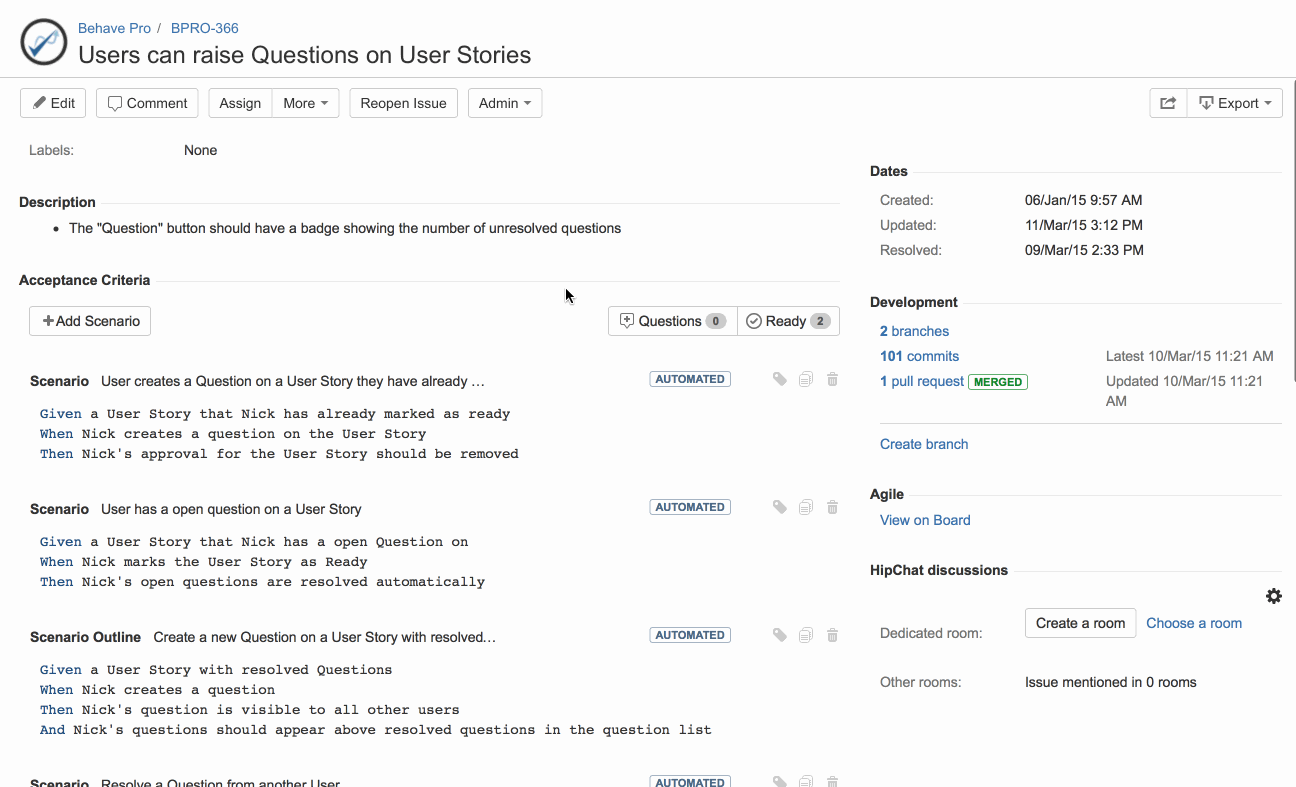 Behave Pro / BPRO-366
Users can raise Questions on User Stories
Edit Comment Assign More Reopen Issue Admin Export
Labels: None
Description
The "Question" button should have a badge showing the number of unresolved questions
Acceptance Criteria
Add Scenario Questions 0 Ready 2
Scenario User creates a Question on a User Story they have already … AUTOMATED
Given a User Story that Nick has already marked as ready
When Nick creates a question on the User Story
Then Nick's approval for the User Story should be removed
Scenario User has a open question on a User Story AUTOMATED
Given a User Story that Nick has a open Question on
When Nick marks the User Story as Ready
Then Nick's open questions are resolved automatically
Scenario Outline Create a new Question on a User Story with resolved… AUTOMATED
Given a User Story with resolved Questions
When Nick creates a question
Then Nick's question is visible to all other users
And Nick's questions should appear above resolved questions in the question list
Scenario Resolve a Question from another User AUTOMATED
Dates
Created: 06/Jan/15 9:57 AM
Updated: 11/Mar/15 3:12 PM
Resolved: 09/Mar/15 2:33 PM
Development
2 branches
101 commits Latest 10/Mar/15 11:21 AM
1 pull request MERGED Updated 10/Mar/15 11:21
AM
Create branch
Agile
View on Board
HipChat discussions
Dedicated room: Create a room Choose a room
Other rooms: Issue mentioned in 0 rooms